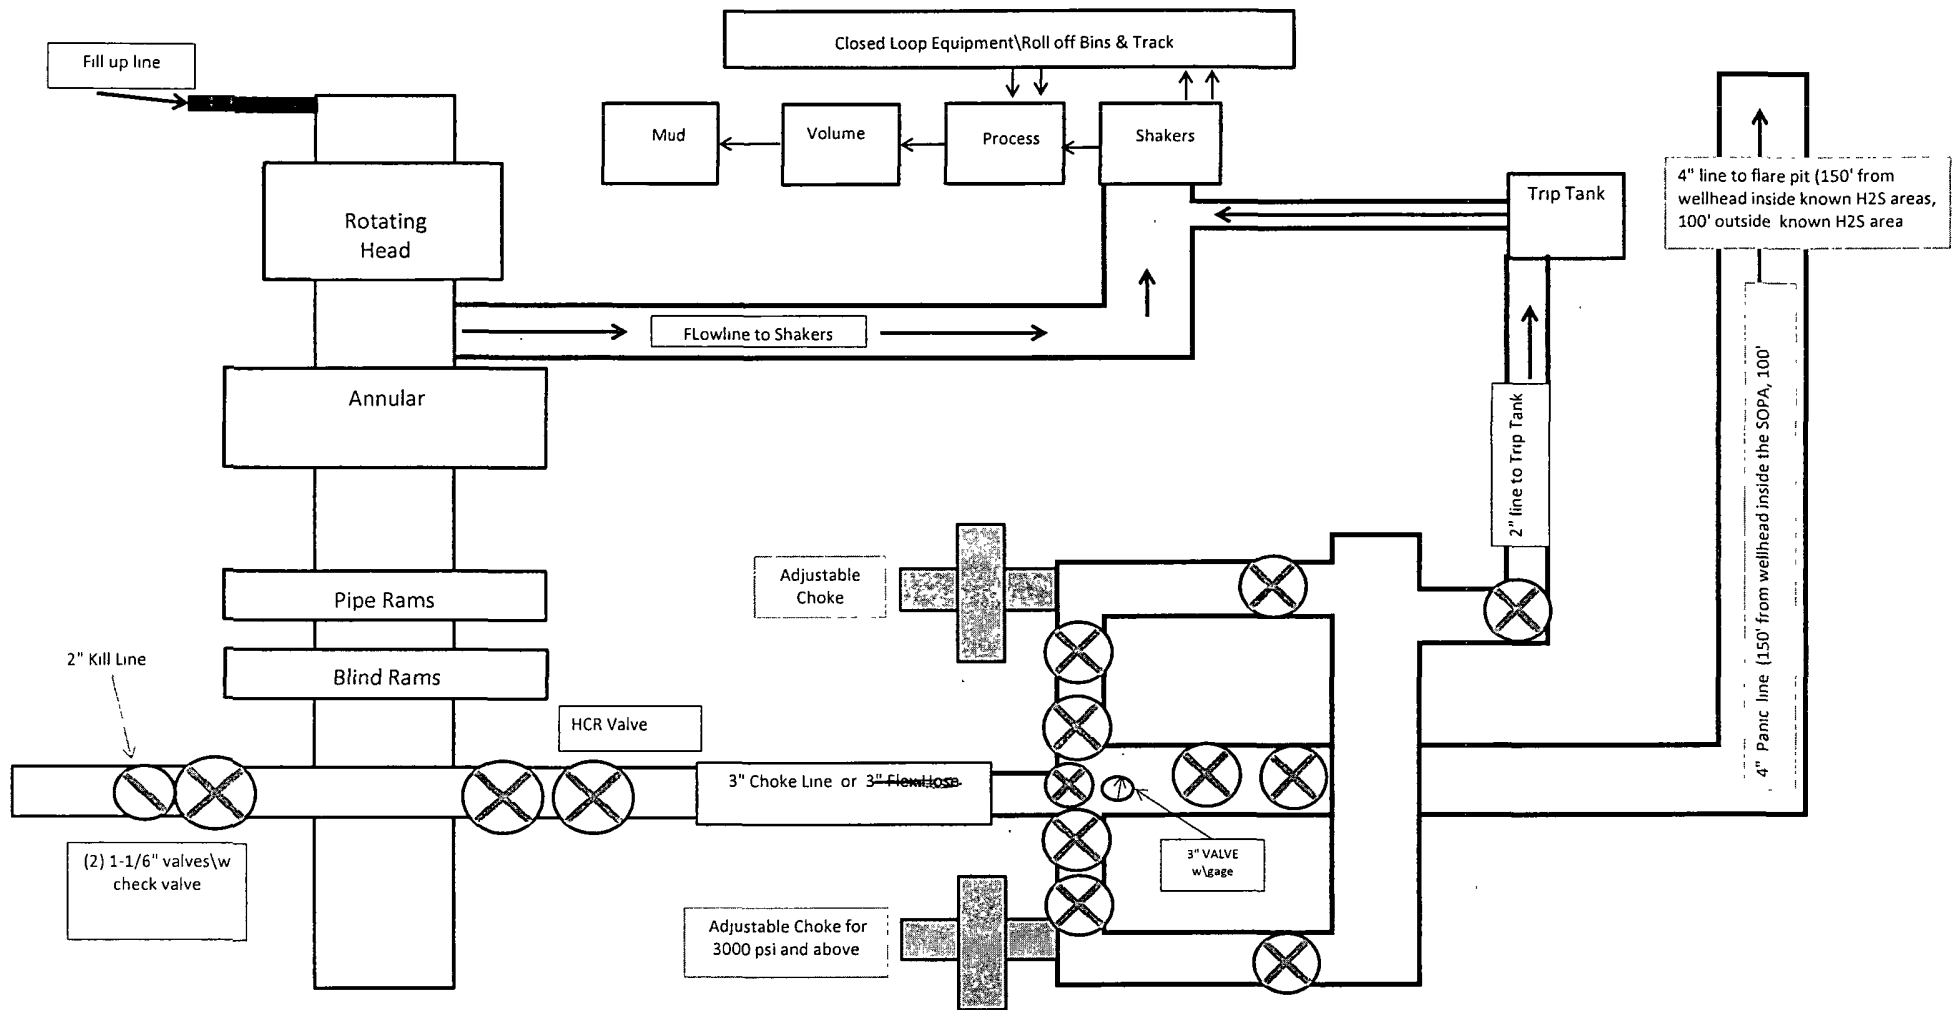 Closed Loop Equipment\Roll off Bins & Track
Fill up line
Mud
Volume
Process
Shakers
Trip Tank
4" line to flare pit (150' from
wellhead inside known H2S areas,
100' outside known H2S area
Rotating
Head
FLowline to Shakers
Annular
2" line to Trip Tank
4" Panic line (150' from wellhead inside the SOPA, 100'
Adjustable
Choke
Pipe Rams
Blind Rams
2" Kill Line
HCR Valve
3" Choke Line or 3" Flex Hose
3" VALVE
w\gage
(2) 1-1/6" valves\w
check valve
Adjustable Choke for
3000 psi and above